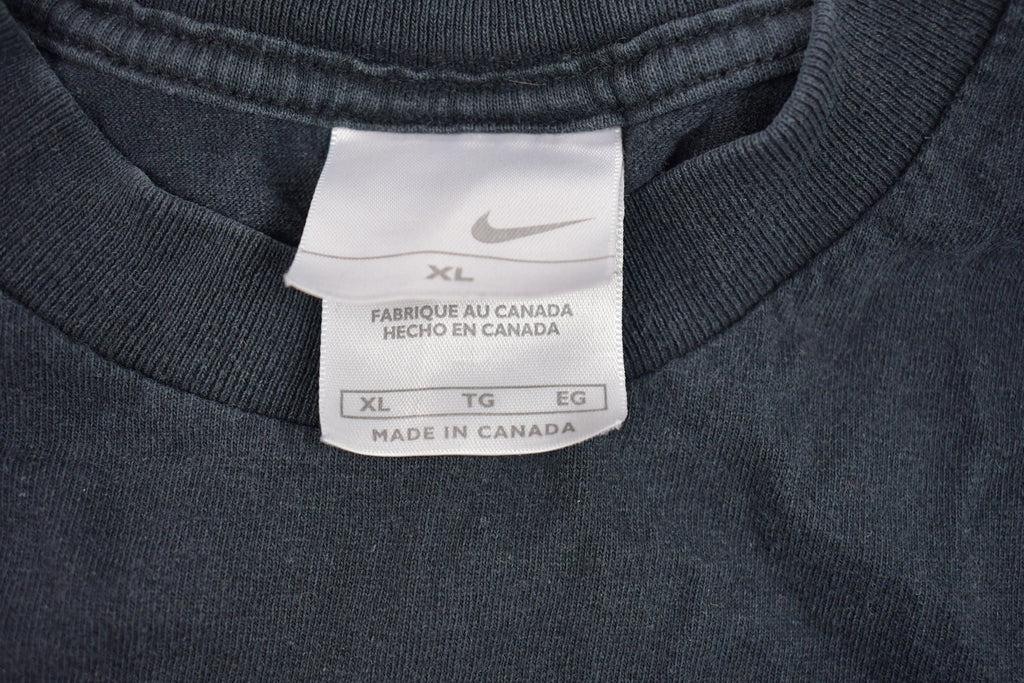 XL
FABRIQUE AU CANADA
HECHO EN CANADA
XL TG EG
MADE IN CANADA